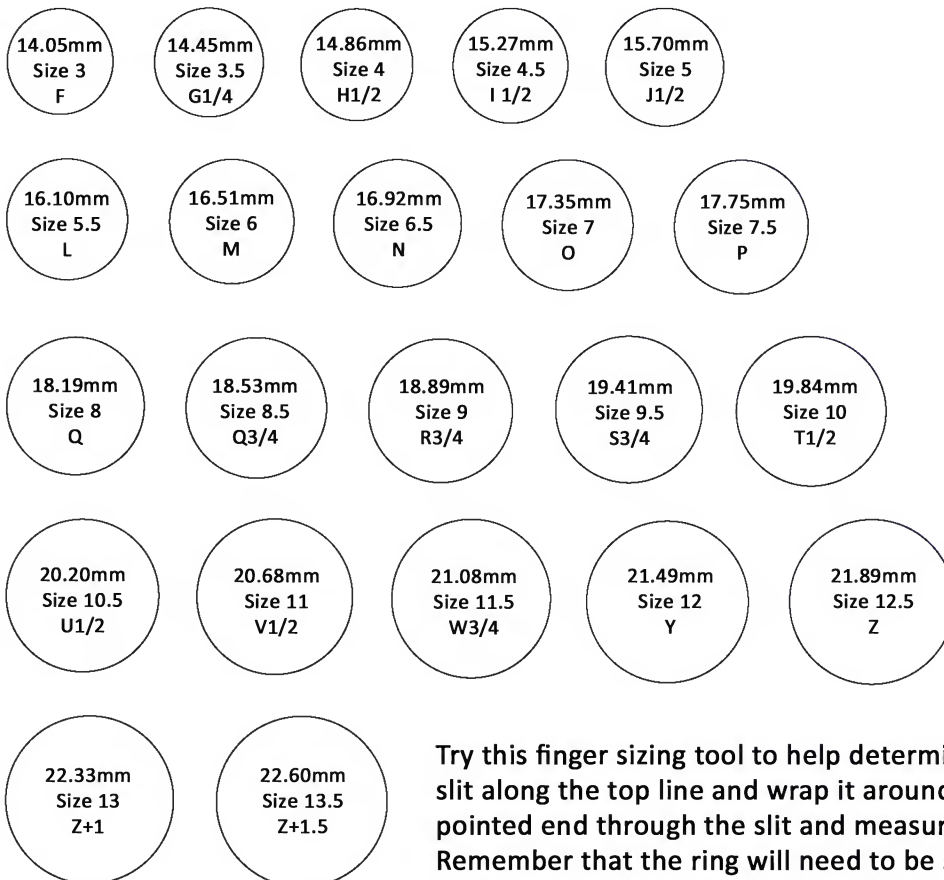 14.05mm
Size 3
F
14.45mm
Size 3.5
G1/4
14.86mm
Size 4
H1/2
15.27mm
Size 4.5
I 1/2
15.70mm
Size 5
J1/2
16.10mm
Size 5.5
L
16.51mm
Size 6
M
16.92mm
Size 6.5
N
17.35mm
Size 7
O
17.75mm
Size 7.5
P
18.19mm
Size 8
Q
18.53mm
Size 8.5
Q3/4
18.89mm
Size 9
R3/4
19.41mm
Size 9.5
S3/4
19.84mm
Size 10
T1/2
20.20mm
Size 10.5
U1/2
20.68mm
Size 11
V1/2
21.08mm
Size 11.5
W3/4
21.49mm
Size 12
Y
21.89mm
Size 12.5
Z
22.33mm
Size 13
Z+1
22.60mm
Size 13.5
Z+1.5
Try this finger sizing tool to help
slit along the top line and wrap it
pointed end through the slit and
Remember that the ring will need to be